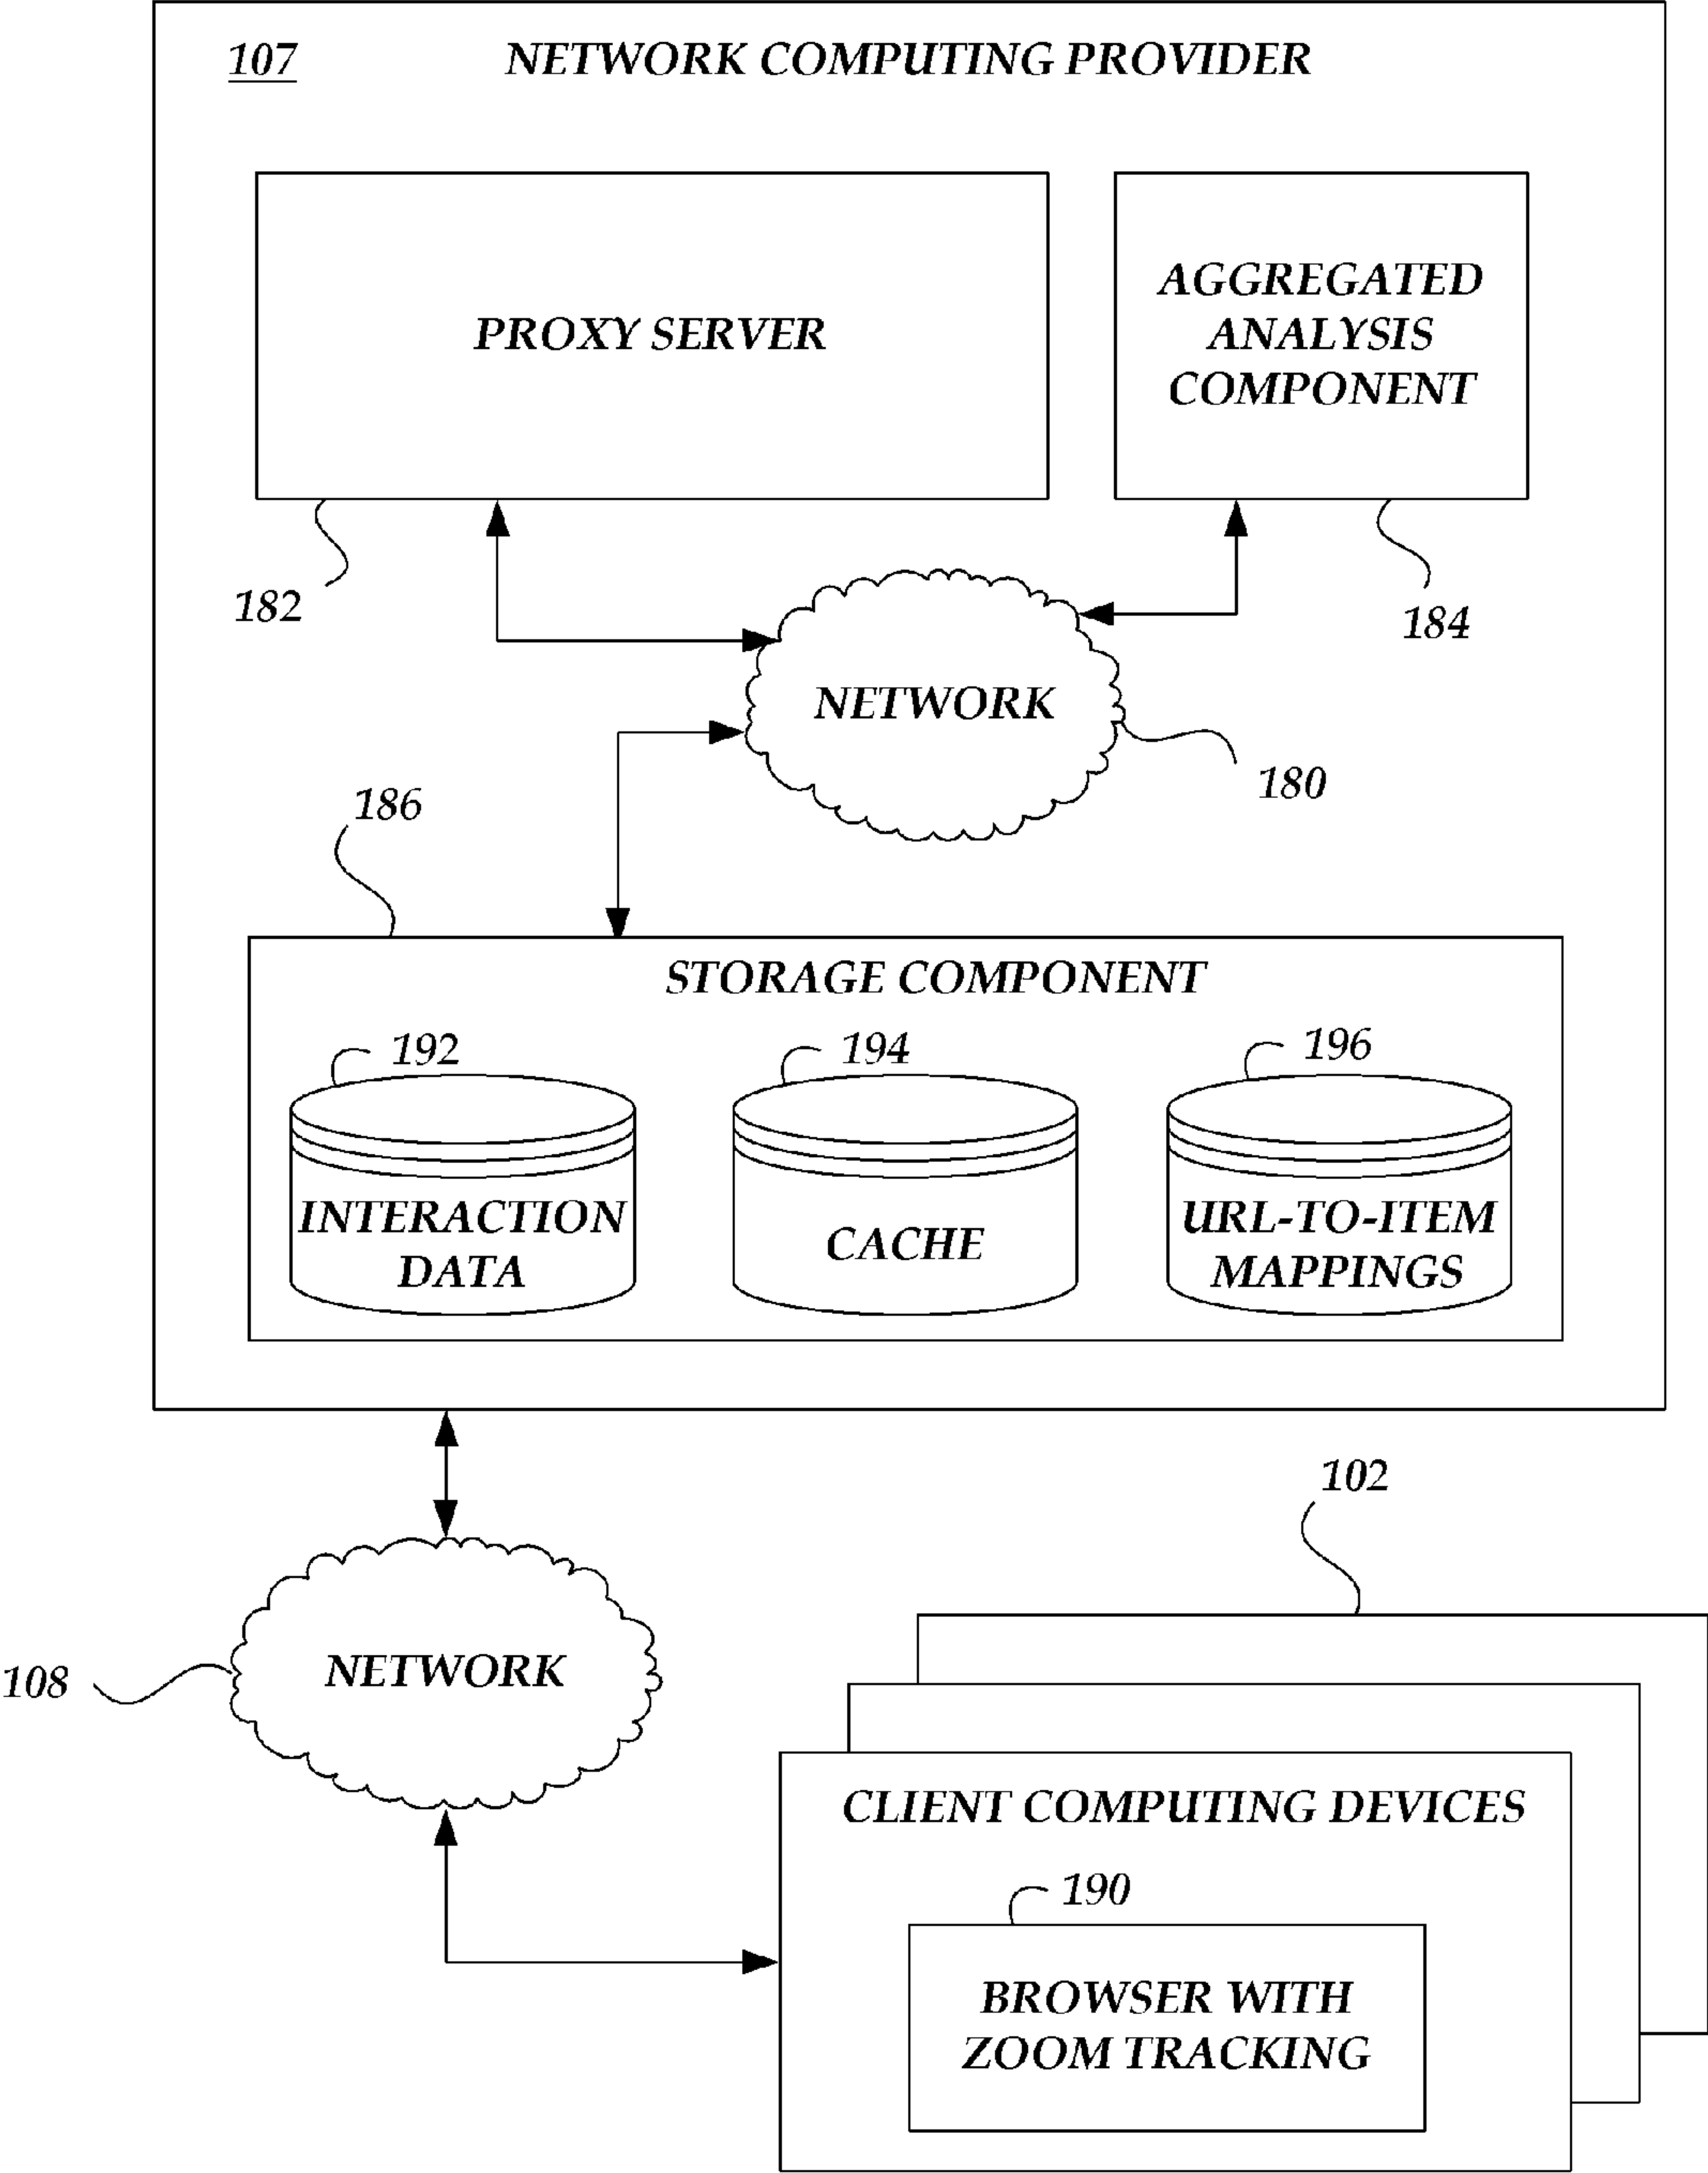 107
NETWORK COMPUTING PROVIDER
PROXY SERVER
AGGREGATED
ANALYSIS
COMPONENT
182
184
NETWORK
180
186
STORAGE COMPONENT
192
194
196
INTERACTION
DATA
CACHE
URL-TO-ITEM
MAPPINGS
102
NETWORK
108
CLIENT COMPUTING DEVICES
190
BROWSER WITH
ZOOM TRACKING